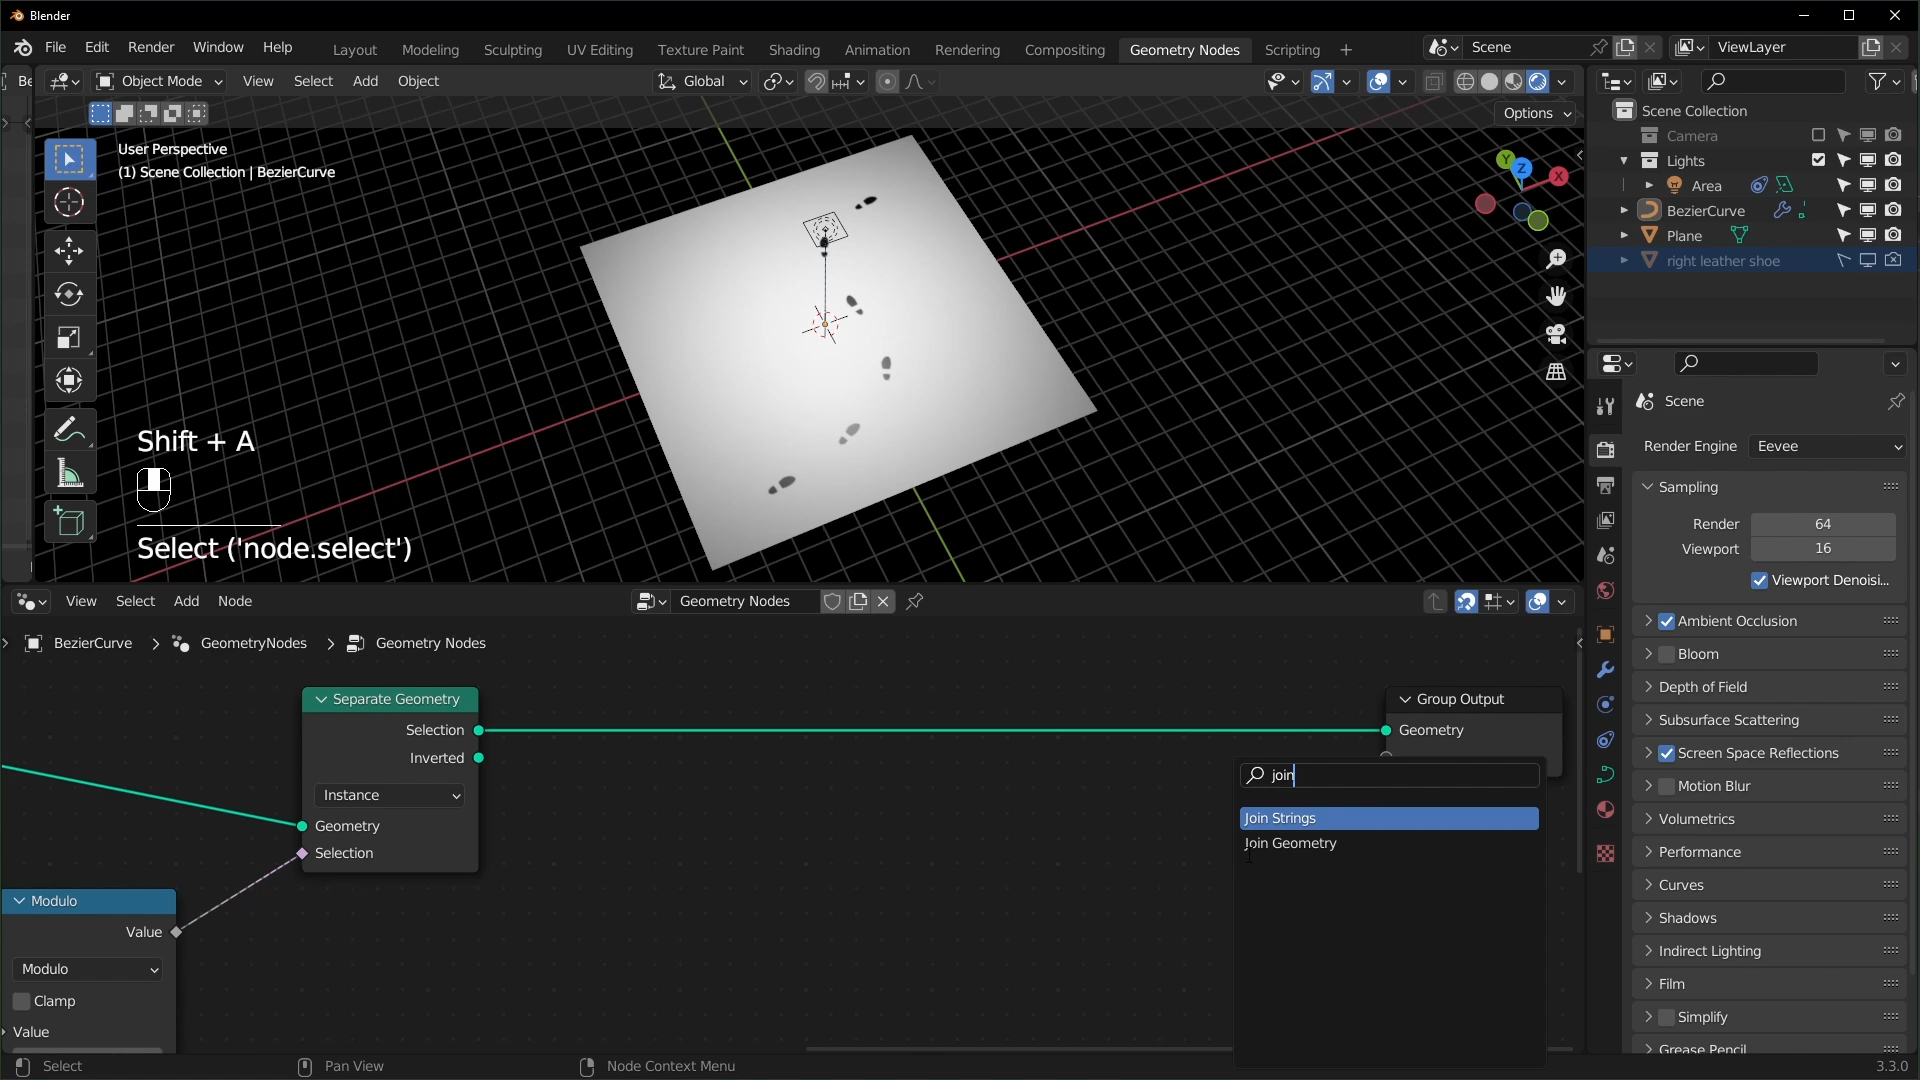 Blender
File Edit Render Window Help
Layout Modeling Sculpting UV Editing Texture Paint Shading Animation Rendering Compositing Geometry Nodes Scripting +
Scene
ViewLayer
Be
Object Mode View Select Add Object
Global
Options
User Perspective
(1) Scene Collection | BezierCurve
Y
Z
X
Shift + A
Select ('node.select')
Scene Collection
Camera
Lights
Area
BezierCurve
Plane
right leather shoe
Scene
Render Engine Eevee
Sampling
Render 64
Viewport 16
Viewport Denoisi...
Ambient Occlusion
Bloom
Depth of Field
Subsurface Scattering
Screen Space Reflections
Motion Blur
Volumetrics
Performance
Curves
Shadows
Indirect Lighting
Film
Simplify
Grease Pencil
View Select Add Node
Geometry Nodes
BezierCurve > GeometryNodes > Geometry Nodes
Separate Geometry
Selection
Inverted
Instance
Geometry
Selection
Modulo
Value
Modulo
Clamp
Value
Group Output
Geometry
join
Join Strings
Join Geometry
Select
Pan View
Node Context Menu
3.3.0